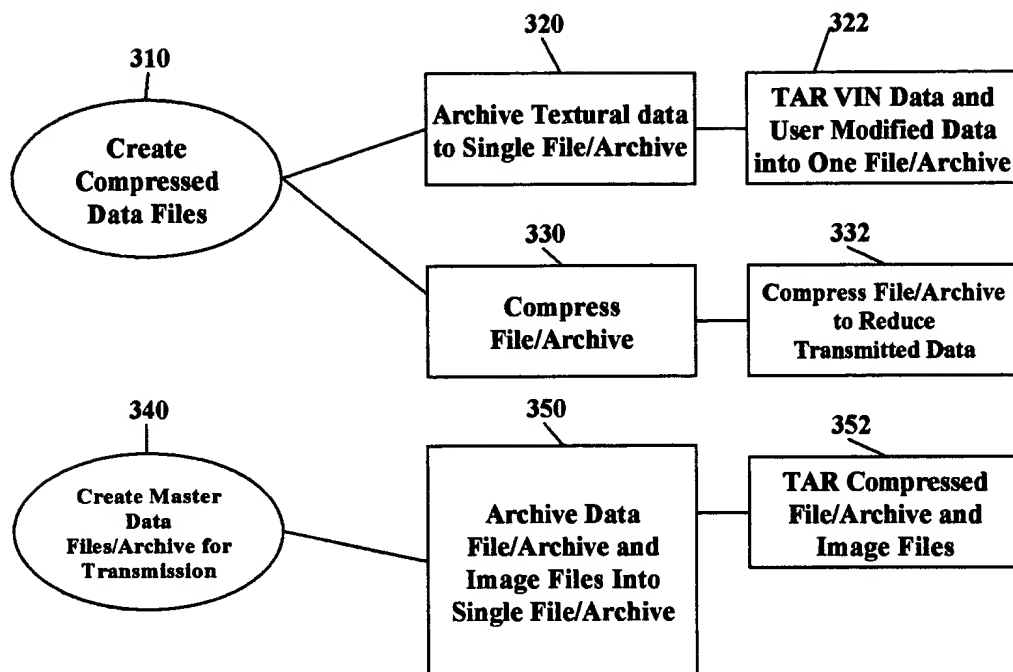 310
Create
Compressed
Data Files
320
Archive Textural data
to Single File/Archive
322
TAR VIN Data and
User Modified Data
into One File/Archive
330
Compress
File/Archive
332
Compress File/Archive
to Reduce
Transmitted Data
340
Create Master
Data
Files/Archive for
Transmission
350
Archive Data
File/Archive and
Image Files Into
Single File/Archive
352
TAR Compressed
File/Archive and
Image Files